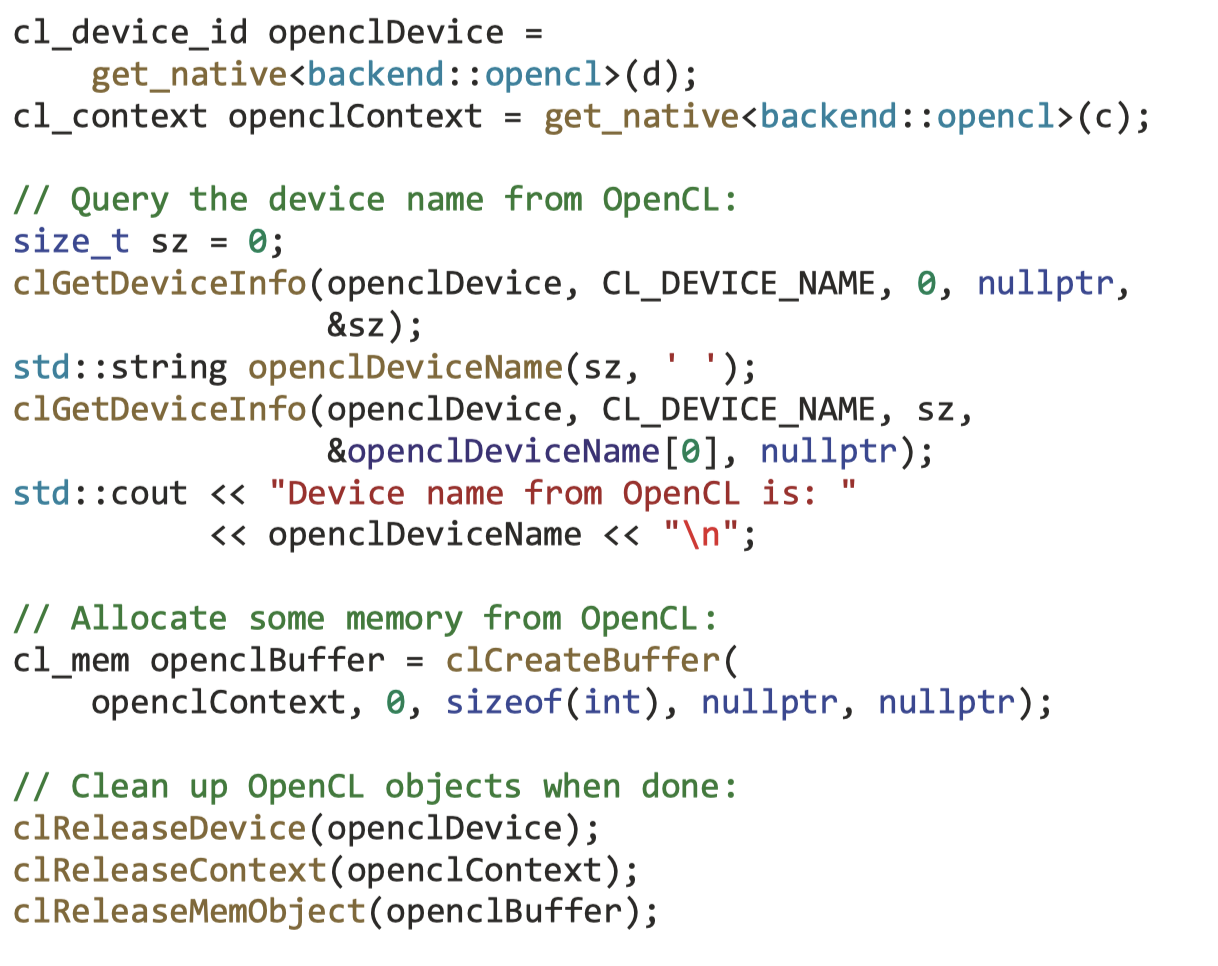 cl_device_id openclDevice =
    get_native<backend::opencl>(d);
cl_context openclContext = get_native<backend::opencl>(c);

// Query the device name from OpenCL:
size_t sz = 0;
clGetDeviceInfo(openclDevice, CL_DEVICE_NAME, 0, nullptr,
                &sz);
std::string openclDeviceName(sz, ' ');
clGetDeviceInfo(openclDevice, CL_DEVICE_NAME, sz,
                &openclDeviceName[0], nullptr);
std::cout << "Device name from OpenCL is: "
          << openclDeviceName << "\n";

// Allocate some memory from OpenCL:
cl_mem openclBuffer = clCreateBuffer(
    openclContext, 0, sizeof(int), nullptr, nullptr);

// Clean up OpenCL objects when done:
clReleaseDevice(openclDevice);
clReleaseContext(openclContext);
clReleaseMemObject(openclBuffer);